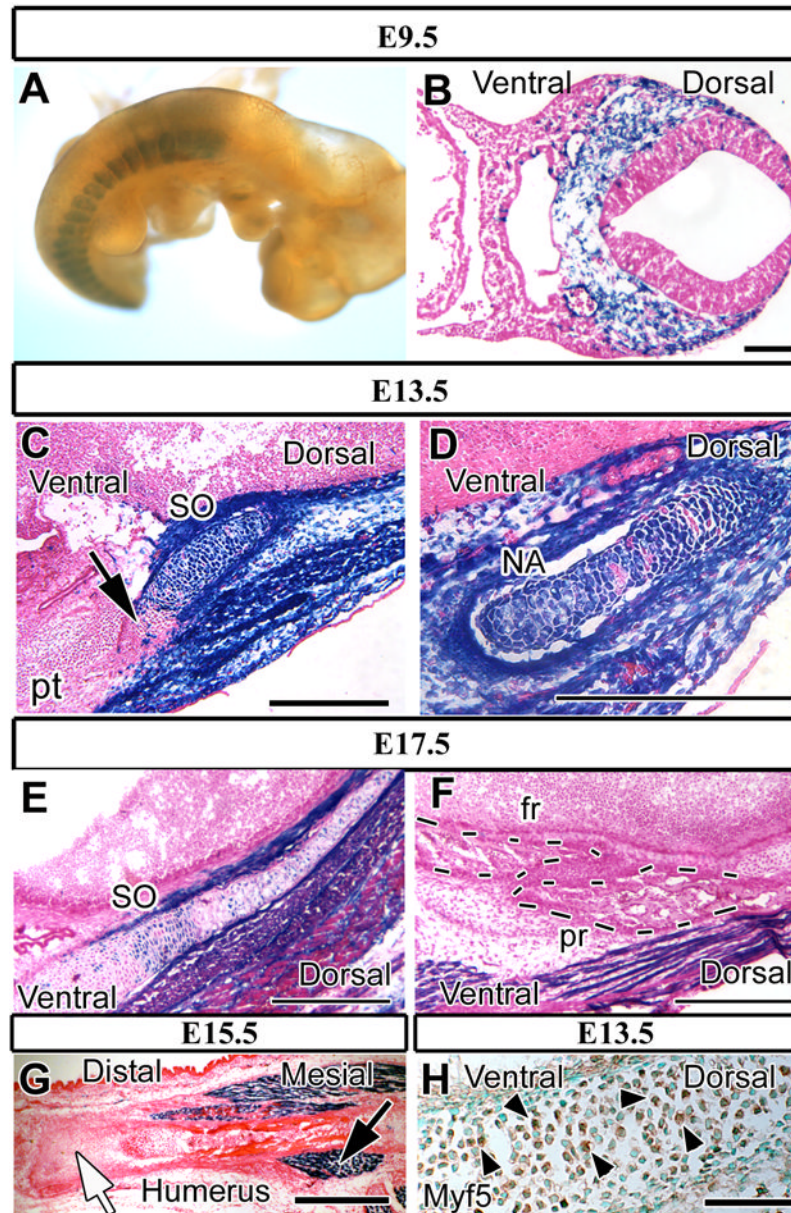 E9.5
A
Ventral Dorsal
B
E13.5
C
Dorsal
Ventral
SO
pt
D
Dorsal
Ventral
NA
E17.5
E
SO
Ventral
Dorsal
F
fr
pr
Ventral
Dorsal
E15.5
E13.5
G
Distal
Mesial
Humerus
H
Ventral
Dorsal
Myf5